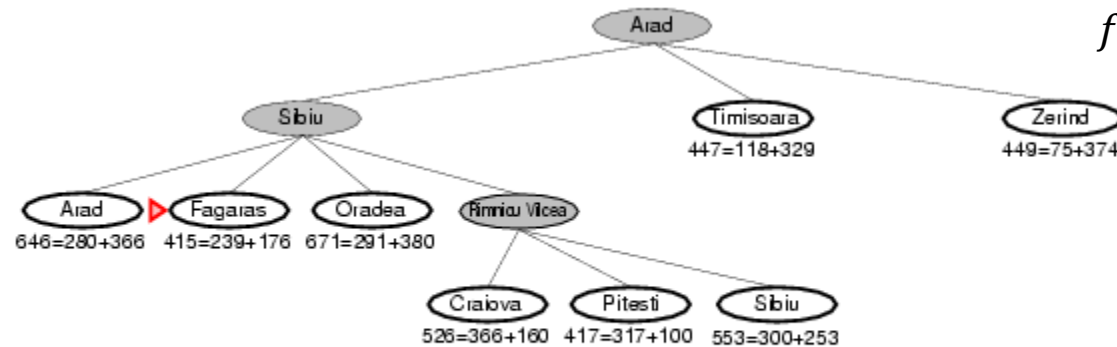 Arad
f
Sibiu
Timisoara
Zerind
447=118+329
449=75+374
Arad
Fagaras
Oradea
Rimnicu Vilcea
646=280+366
415=239+176
671=291+380
Craiova
Pitesti
Sibiu
526=366+160
417=317+100
553=300+253